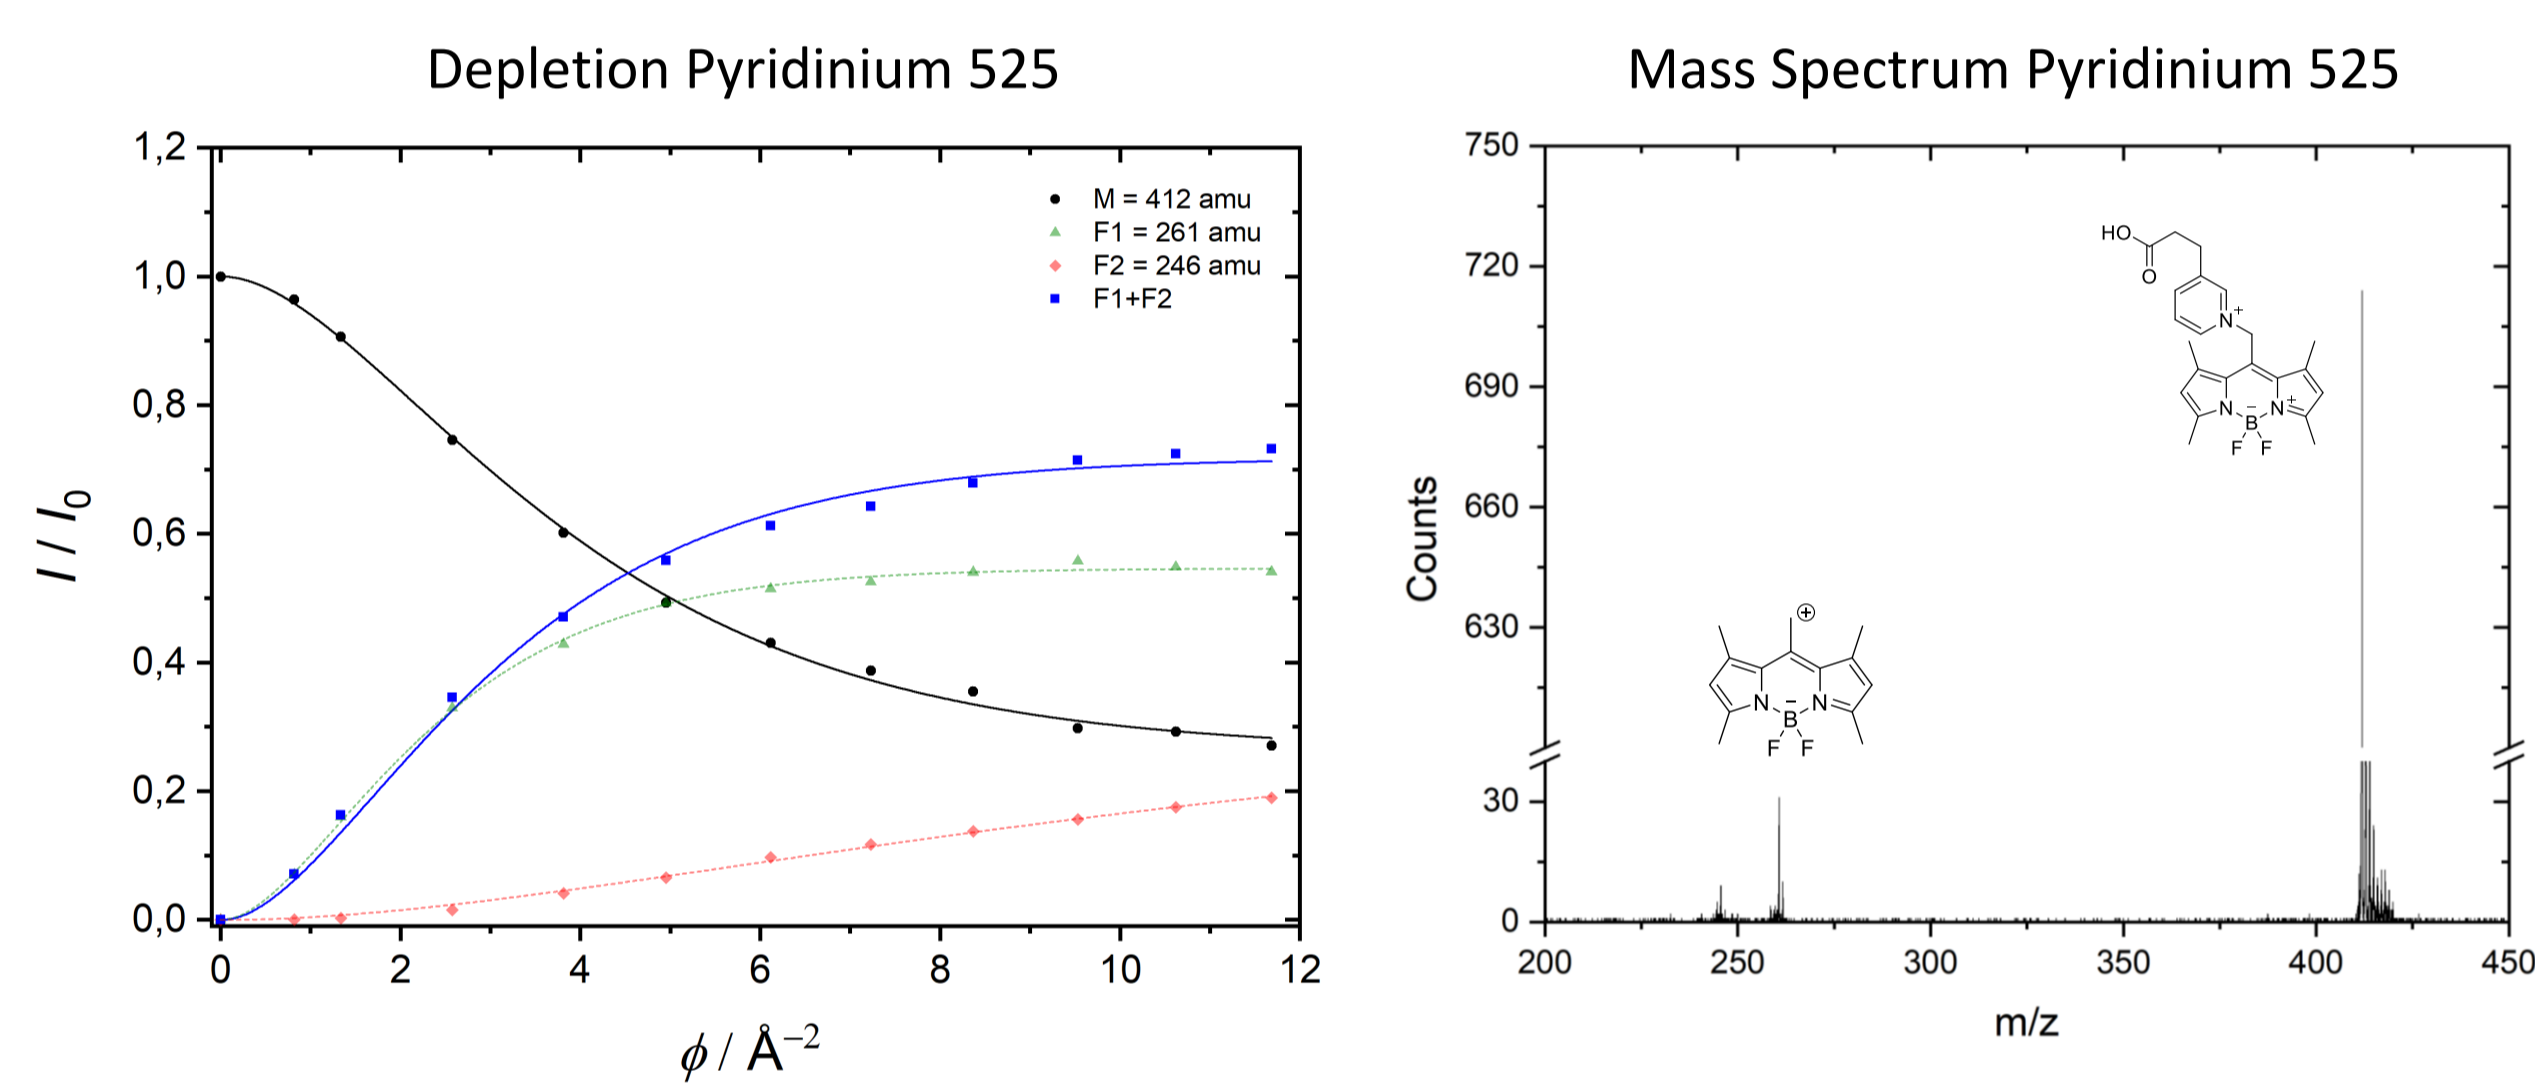 Depletion Pyridinium 525
I / I0
1,2
1,0
0,8
0,6
0,4
0,2
0,0
M = 412 amu
F1 = 261 amu
F2 = 246 amu
F1+F2
0 2 4 6 8 10 12
ϕ / Å⁻²
Mass Spectrum Pyridinium 525
Counts
750
720
690
660
630
30
0
HO
O
N+
N B− N+
F F
⊕
N B− N
F F
200 250 300 350 400 450
m/z